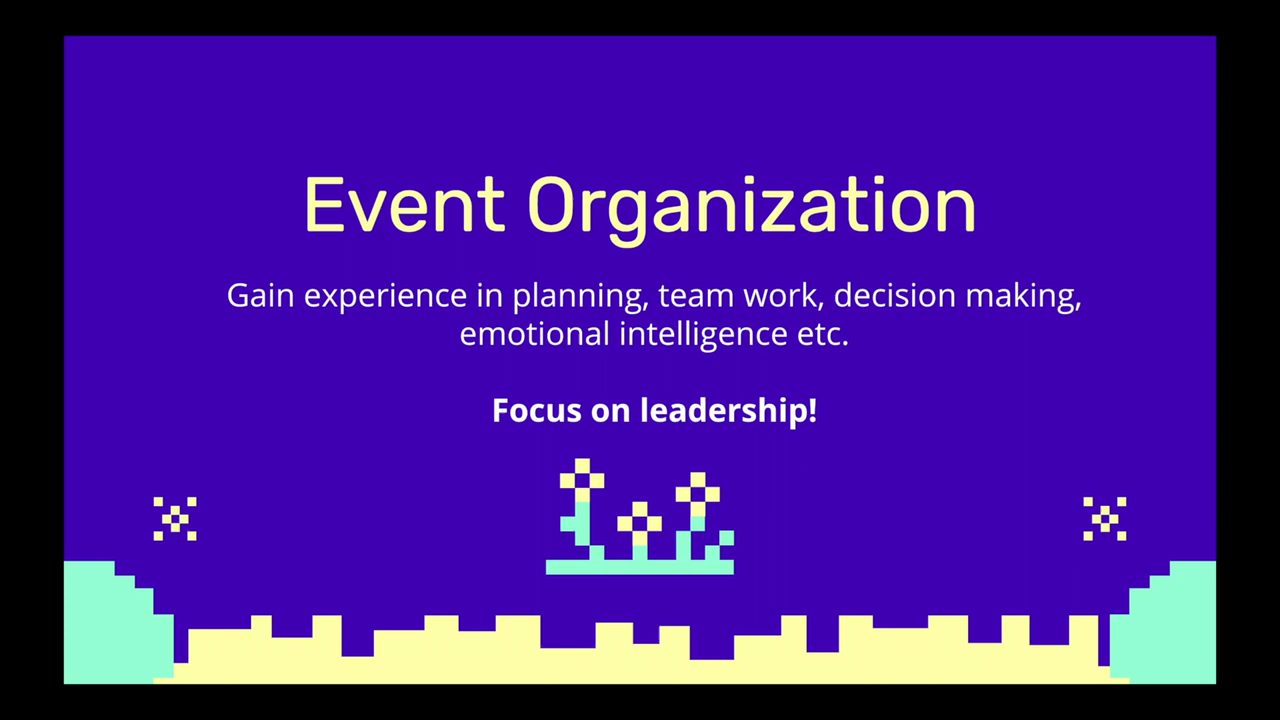 Event Organization
Gain experience in planning, team work, decision making,
emotional intelligence etc.
Focus on leadership!